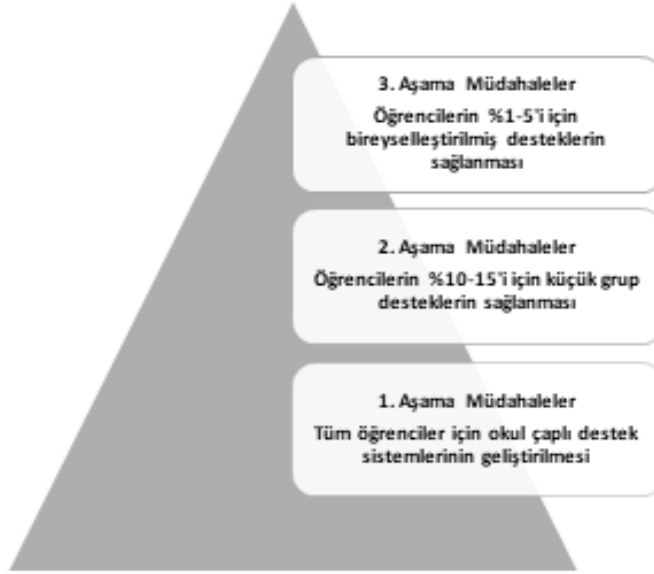 3. Aşama Müdahaleler
Öğrencilerin %1-5'i için
bireyselleştirilmiş desteklerin
sağlanması
2. Aşama Müdahaleler
Öğrencilerin %10-15'i için küçük grup
desteklerin sağlanması
1. Aşama Müdahaleler
Tüm öğrenciler için okul çaplı destek
sistemlerinin geliştirilmesi